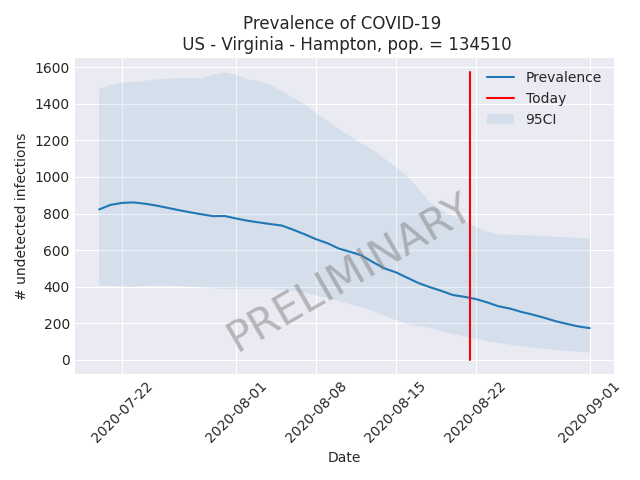 Prevalence of COVID-19
US - Virginia - Hampton, pop. = 134510
1600
1400
1200
1000
800
600
400
200
0
# undetected infections
Prevalence
Today
95CI
PRELIMINARY
2020-07-22
2020-08-01
2020-08-08
2020-08-15
2020-08-22
2020-09-01
Date